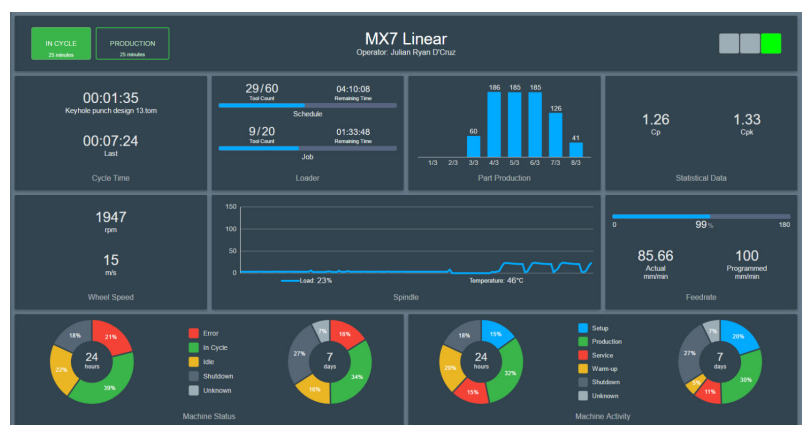 IN CYCLE
25 minutes
PRODUCTION
25 minutes
MX7 Linear
Operator: Julian Ryan D'Cruz
00:01:35
Keyhole punch design 13.tom
00:07:24
Last
Cycle Time
29/60
Tool Count
04:10:08
Remaining Time
Schedule
9/20
Tool Count
01:33:48
Remaining Time
Job
Loader
186 185 185
126
60
41
1/3 2/3 3/3 4/3 5/3 6/3 7/3 8/3
Part Production
1.26
Cp
1.33
Cpk
Statistical Data
1947
rpm
15
m/s
Wheel Speed
150
100
50
0
Load: 23%
Temperature: 46°C
Spindle
0 99% 180
85.66
Actual
mm/min
100
Programmed
mm/min
Feedrate
18% 21%
24
hours
22%
39%
Error
In Cycle
Idle
Shutdown
Unknown
7% 16%
27%
7
days
34%
16%
Machine Status
18% 15%
24
hours
20%
32%
15%
Setup
Production
Service
Warm-up
Shutdown
Unknown
7% 20%
27%
7
days
5%
30%
11%
Machine Activity